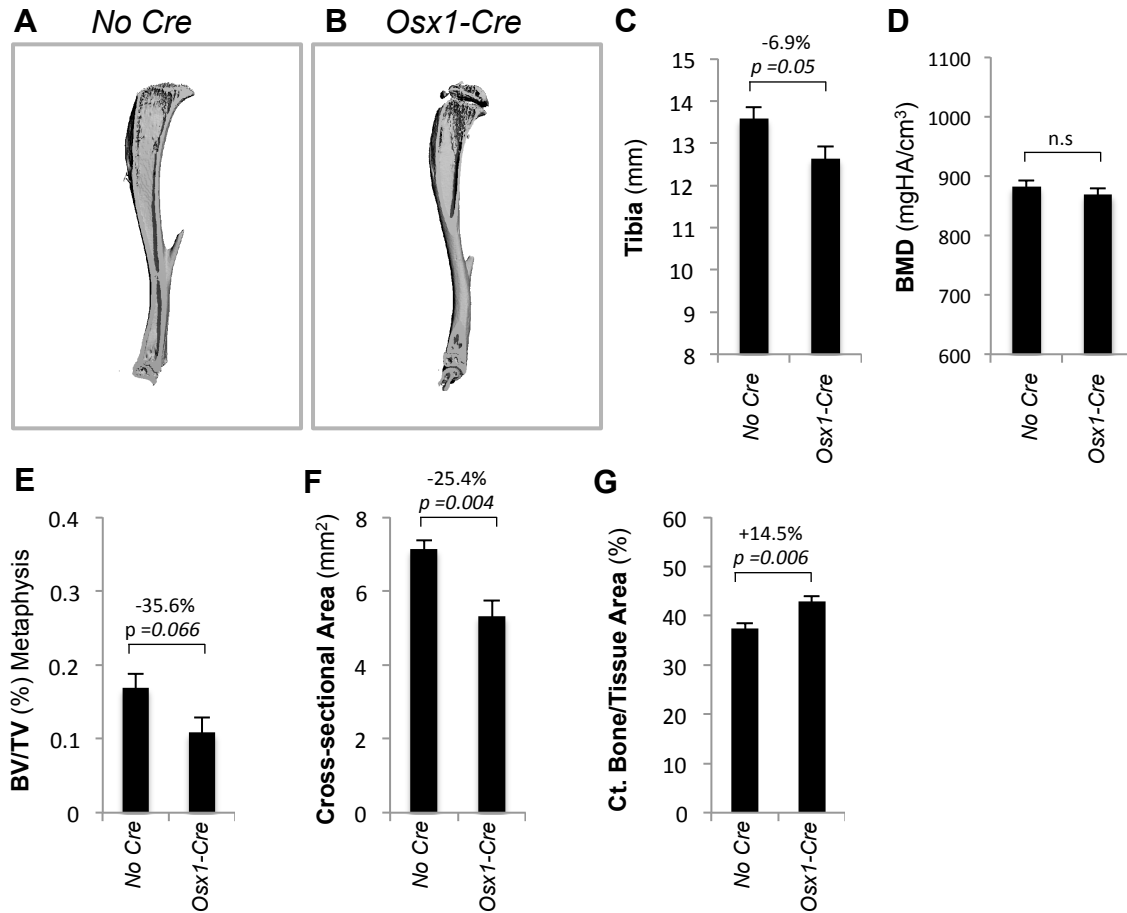 A No Cre
B Osx1-Cre
C
-6.9%
p =0.05
Tibia (mm)
15
14
13
12
11
10
9
8
No Cre
Osx1-Cre
D
n.s
BMD (mgHA/cm³)
1100
1000
900
800
700
600
No Cre
Osx1-Cre
E
-35.6%
p =0.066
BV/TV (%) Metaphysis
0.4
0.3
0.2
0.1
0
No Cre
Osx1-Cre
F
-25.4%
p =0.004
Cross-sectional Area (mm²)
8
6
4
2
0
No Cre
Osx1-Cre
G
+14.5%
p =0.006
Ct. Bone/Tissue Area (%)
60
50
40
30
20
10
0
No Cre
Osx1-Cre